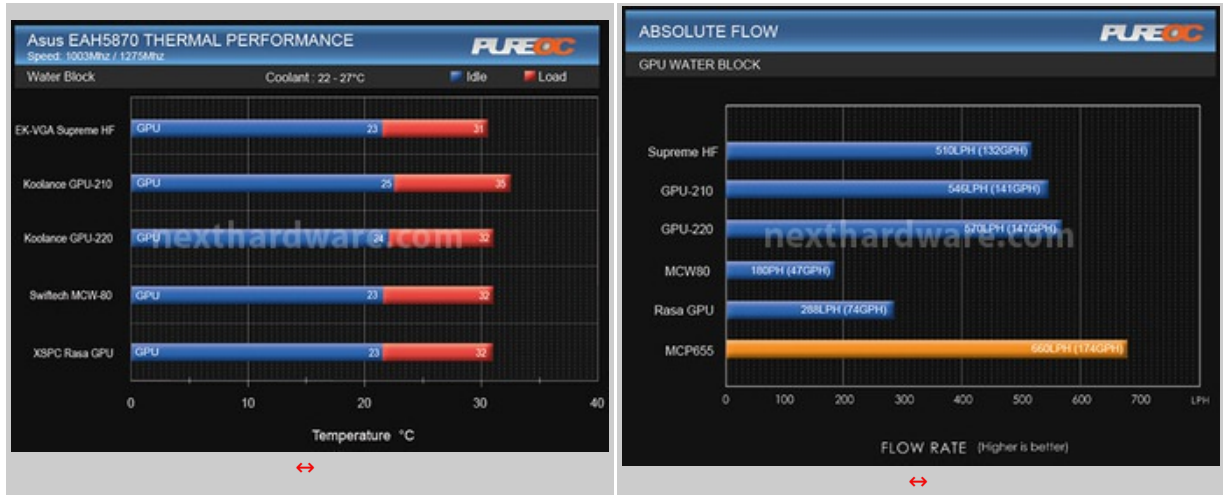 Asus EAH5870 THERMAL PERFORMANCE
PUREOC
Speed: 1003Mhz / 1275Mhz
Water Block Coolant : 22 - 27°C Idle Load
EK-VGA Supreme HF GPU 23 31
Koolance GPU-210 GPU 25 35
Koolance GPU-220 GPU 24 32
nexthardware.com
Swiftech MCW-80 GPU 23 32
XSPC Rasa GPU GPU 23 32
0 10 20 30 40
Temperature °C
ABSOLUTE FLOW
PUREOC
GPU WATER BLOCK
Supreme HF 510LPH (132GPH)
GPU-210 546LPH (141GPH)
GPU-220 570LPH (147GPH)
nexthardware.com
MCW80 180PH (47GPH)
Rasa GPU 288LPH (74GPH)
MCP655 660LPH (174GPH)
0 100 200 300 400 500 600 700 LPH
FLOW RATE (Higher is better)